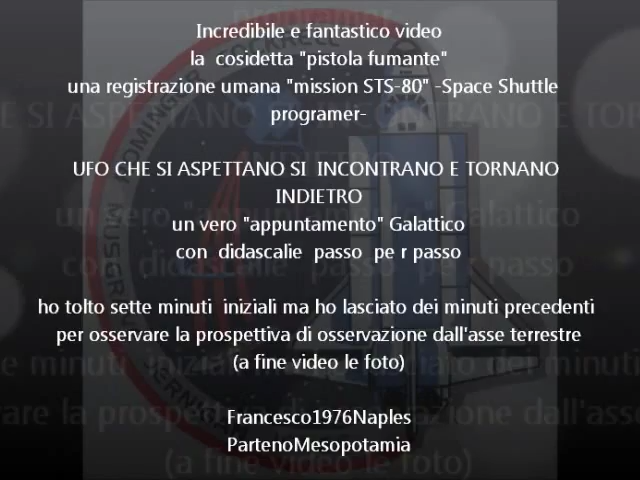 Incredibile e fantastico video
la cosidetta "pistola fumante"
una registrazione umana "mission STS-80" -Space Shuttle
programer-
UFO CHE SI ASPETTANO SI INCONTRANO E TORNANO
INDIETRO
un vero "appuntamento" Galattico
con didascalie passo pe r passo
ho tolto sette minuti iniziali ma ho lasciato dei minuti precedenti
per osservare la prospettiva di osservazione dall'asse terrestre
(a fine video le foto)
Francesco1976Naples
PartenoMesopotamia